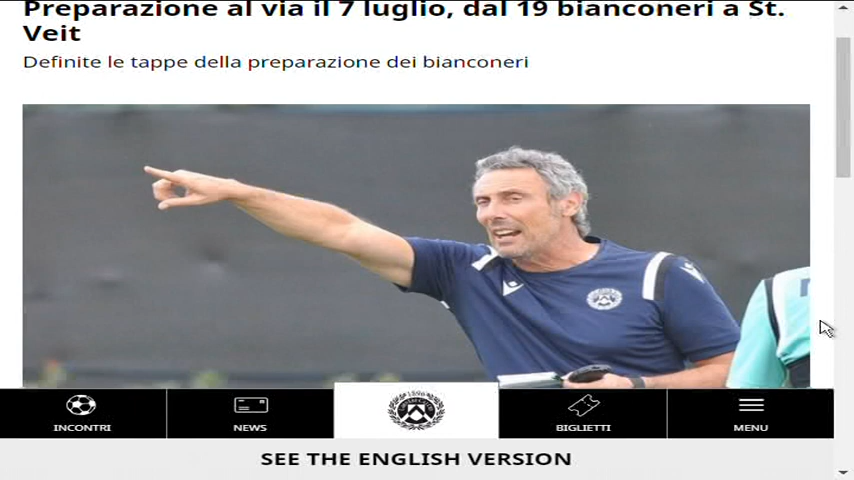 Preparazione al via il 7 luglio, dal 19 bianconeri a St.
Veit
Definite le tappe della preparazione dei bianconeri
INCONTRI
NEWS
BIGLIETTI
MENU
SEE THE ENGLISH VERSION